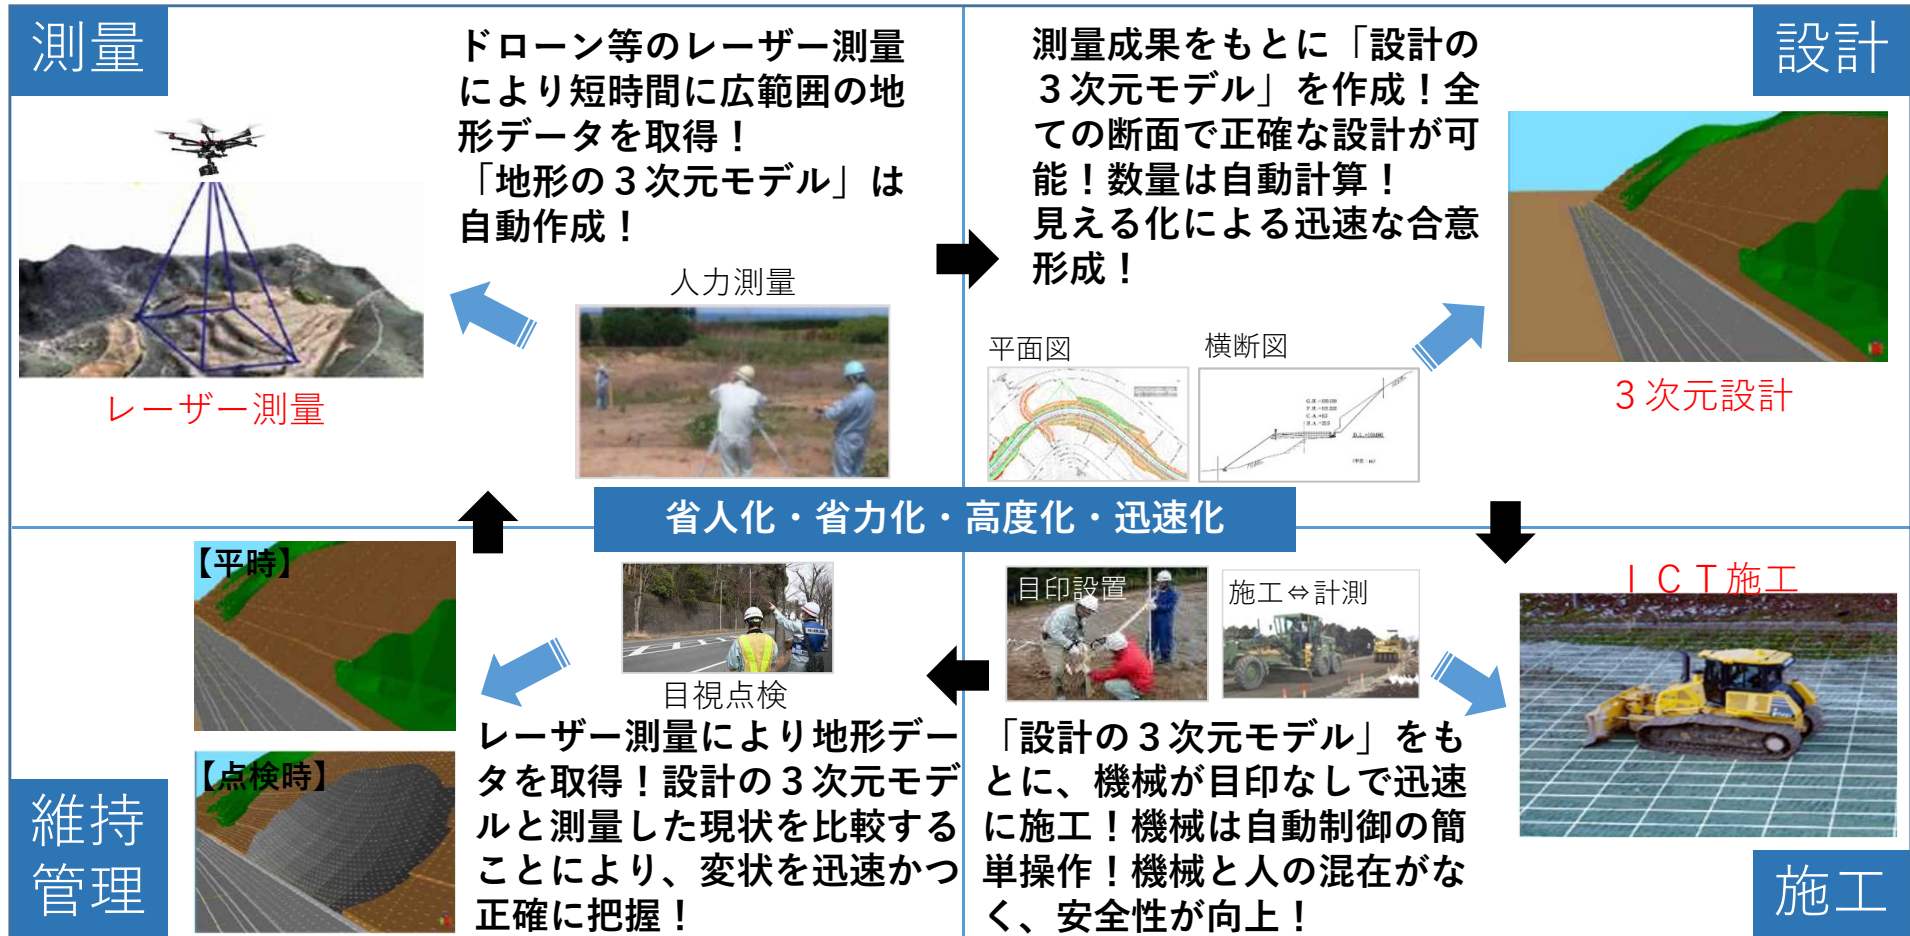 測量
ドローン等のレーザー測量
により短時間に広範囲の地
形データを取得！
「地形の３次元モデル」は
自動作成！
人力測量
レーザー測量
設計
測量成果をもとに「設計の
３次元モデル」を作成！全
ての断面で正確な設計が可
能！数量は自動計算！
見える化による迅速な合意
形成！
平面図
横断図
３次元設計
省人化・省力化・高度化・迅速化
【平時】
【点検時】
目視点検
維持
管理
レーザー測量により地形デー
タを取得！設計の３次元モデ
ルと測量した現状を比較する
ことにより、変状を迅速かつ
正確に把握！
目印設置
施工⇔計測
ＩＣＴ施工
「設計の３次元モデル」をも
とに、機械が目印なしで迅速
に施工！機械は自動制御の簡
単操作！機械と人の混在がな
く、安全性が向上！
施工